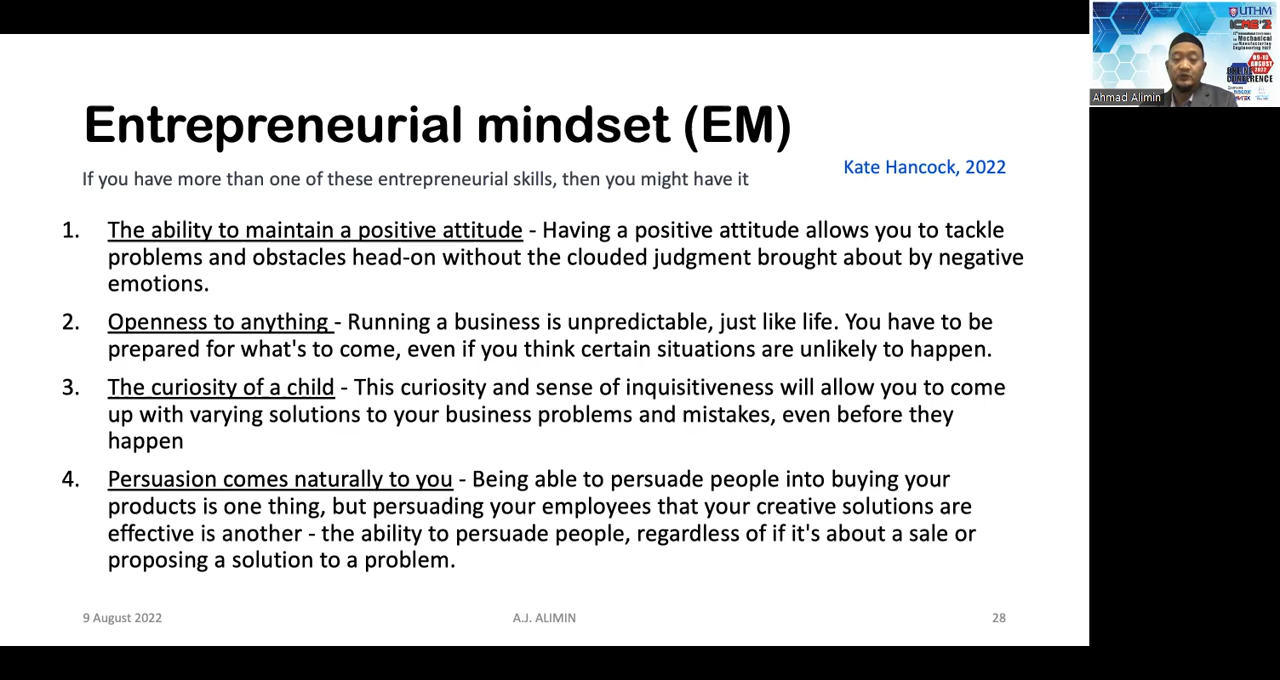 Entrepreneurial mindset (EM)
Kate Hancock, 2022
If you have more than one of these entrepreneurial skills, then you might have it
1. The ability to maintain a positive attitude - Having a positive attitude allows you to tackle
problems and obstacles head-on without the clouded judgment brought about by negative
emotions.
2. Openness to anything - Running a business is unpredictable, just like life. You have to be
prepared for what's to come, even if you think certain situations are unlikely to happen.
3. The curiosity of a child - This curiosity and sense of inquisitiveness will allow you to come
up with varying solutions to your business problems and mistakes, even before they
happen
4. Persuasion comes naturally to you - Being able to persuade people into buying your
products is one thing, but persuading your employees that your creative solutions are
effective is another - the ability to persuade people, regardless of if it's about a sale or
proposing a solution to a problem.
9 August 2022
A.J. ALIMIN
28
UTHM
Mechanical
Manufacturing
AUGUST
CONFERENCE
Ahmad Alimin